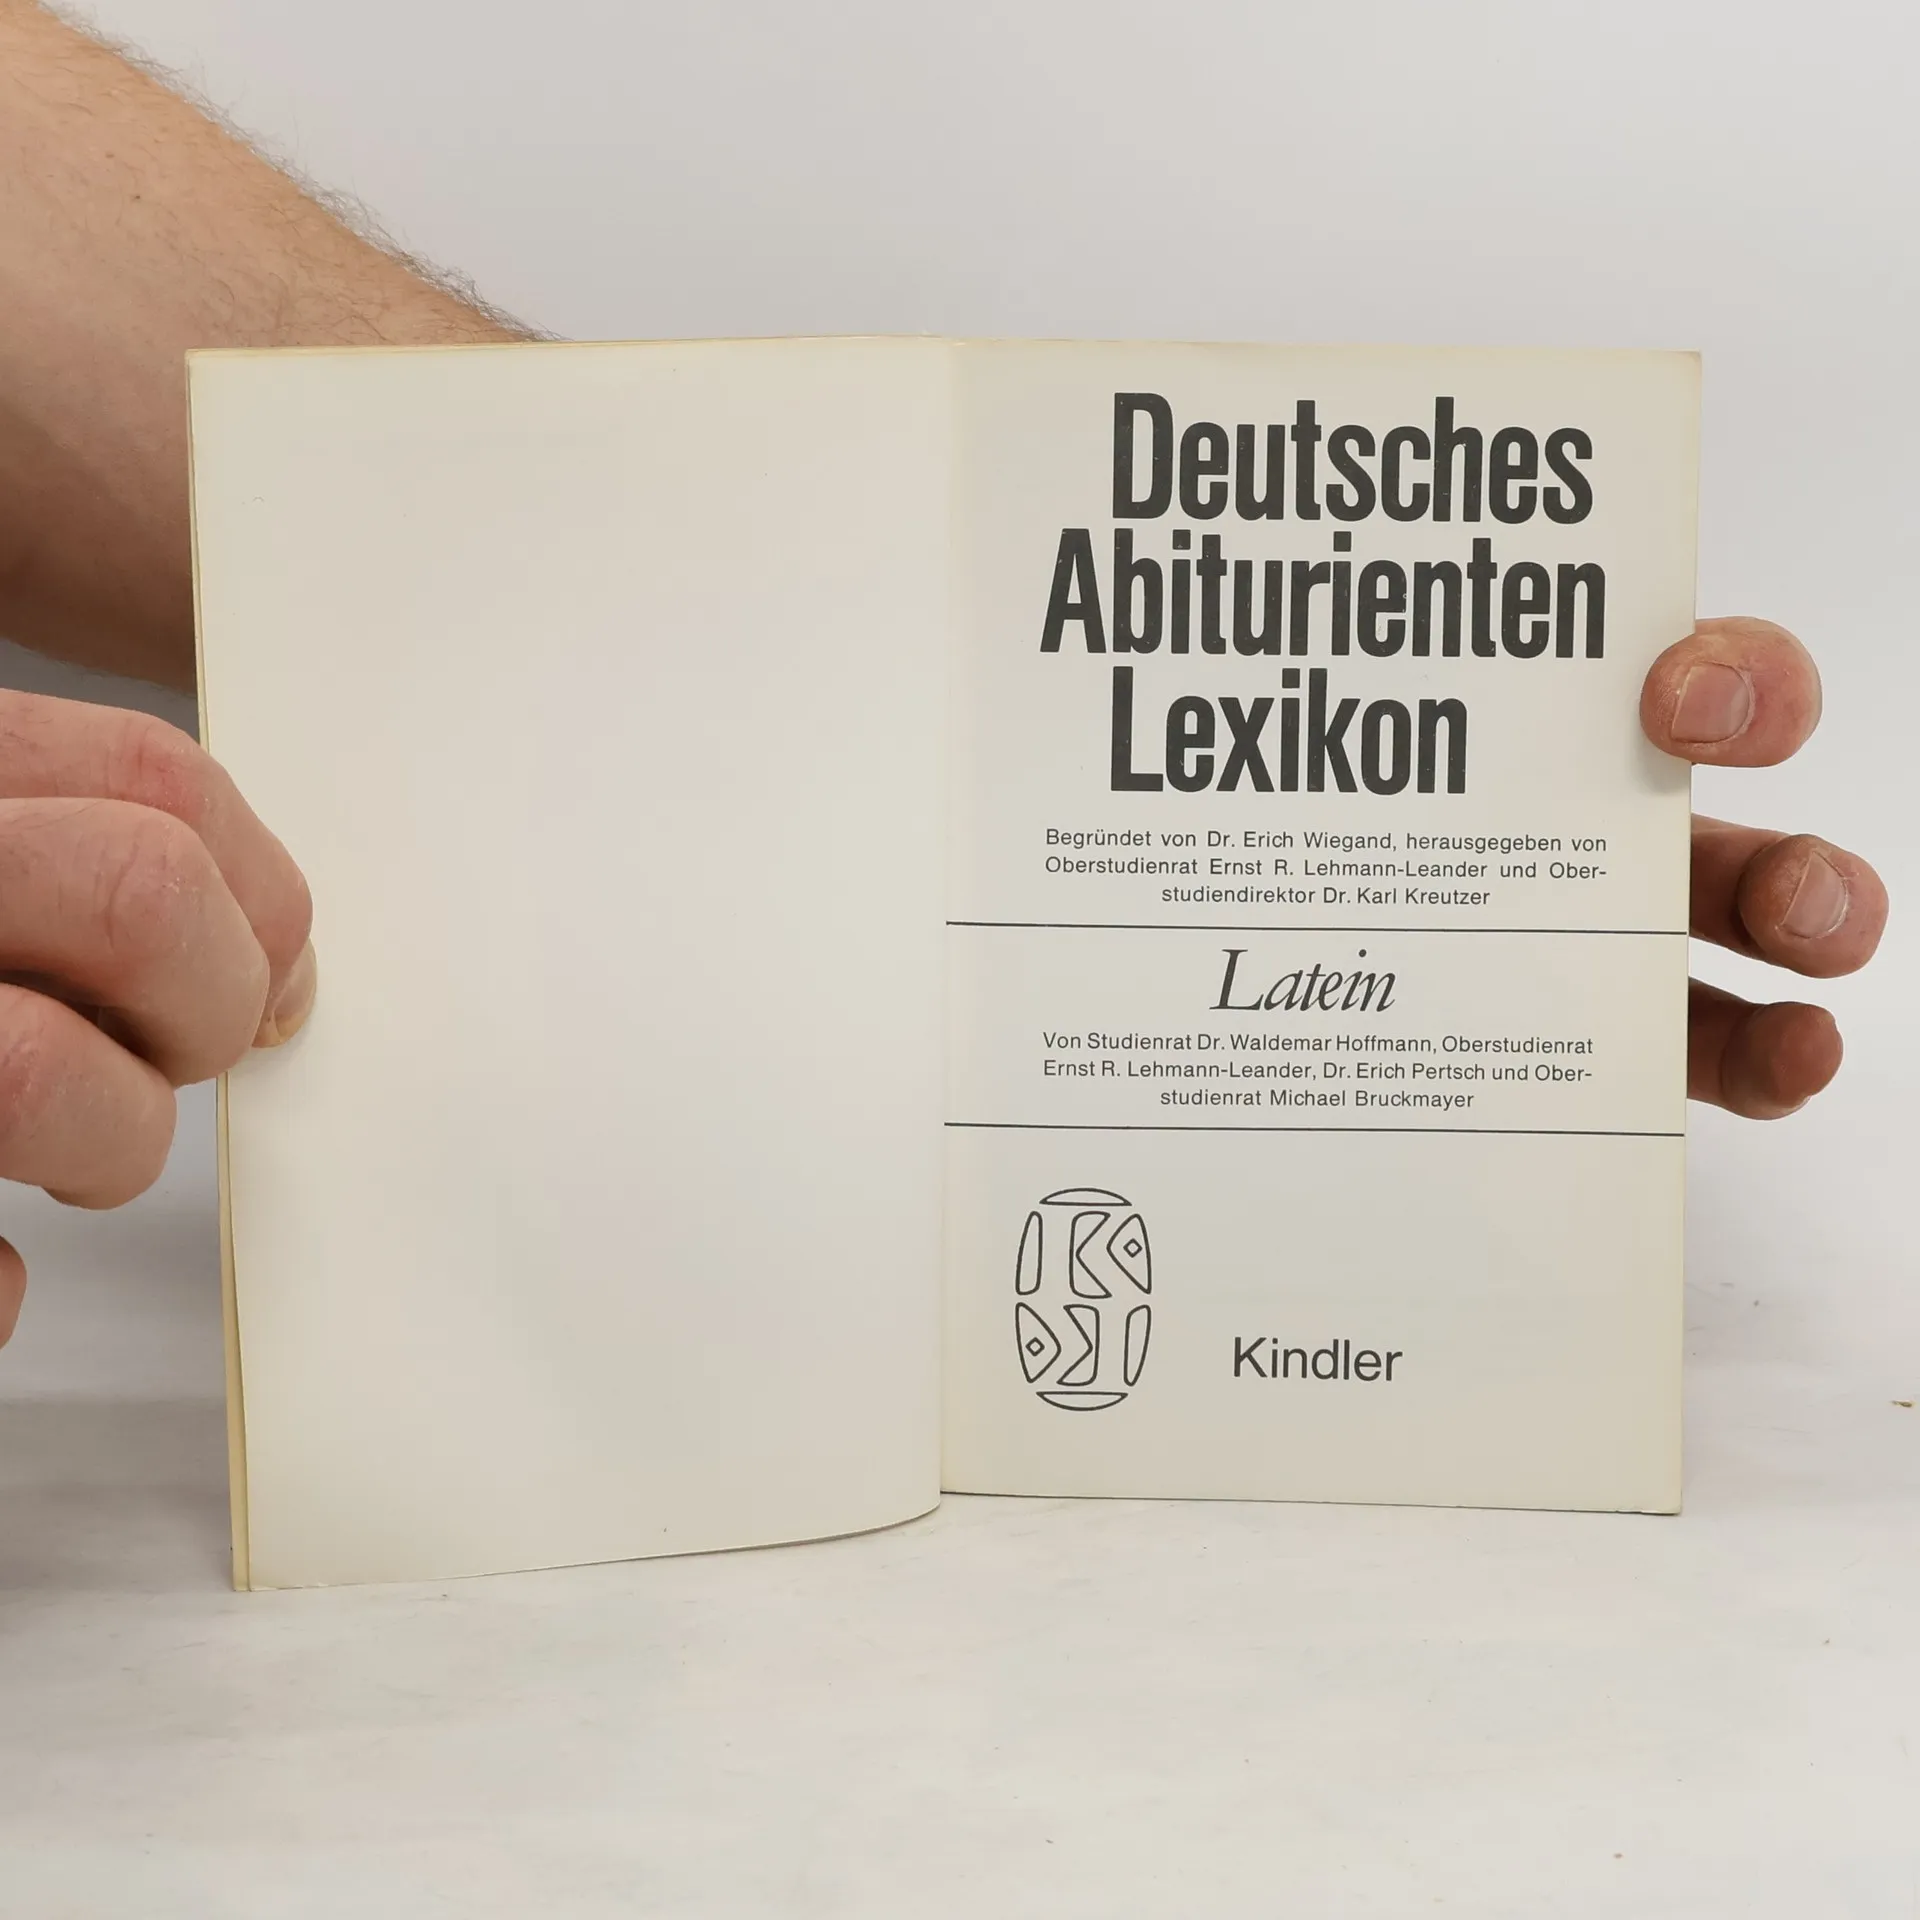 Deutsches
Abiturienten
Lexikon
Begründet von Dr. Erich Wiegand, herausgegeben von
Oberstudienrat Ernst R. Lehmann-Leander und Ober-
studiendirektor Dr. Karl Kreutzer
Latein
Von Studienrat Dr. Waldemar Hoffmann, Oberstudienrat
Ernst R. Lehmann-Leander, Dr. Erich Pertsch und Ober-
studienrat Michael Bruckmayer
Kindler